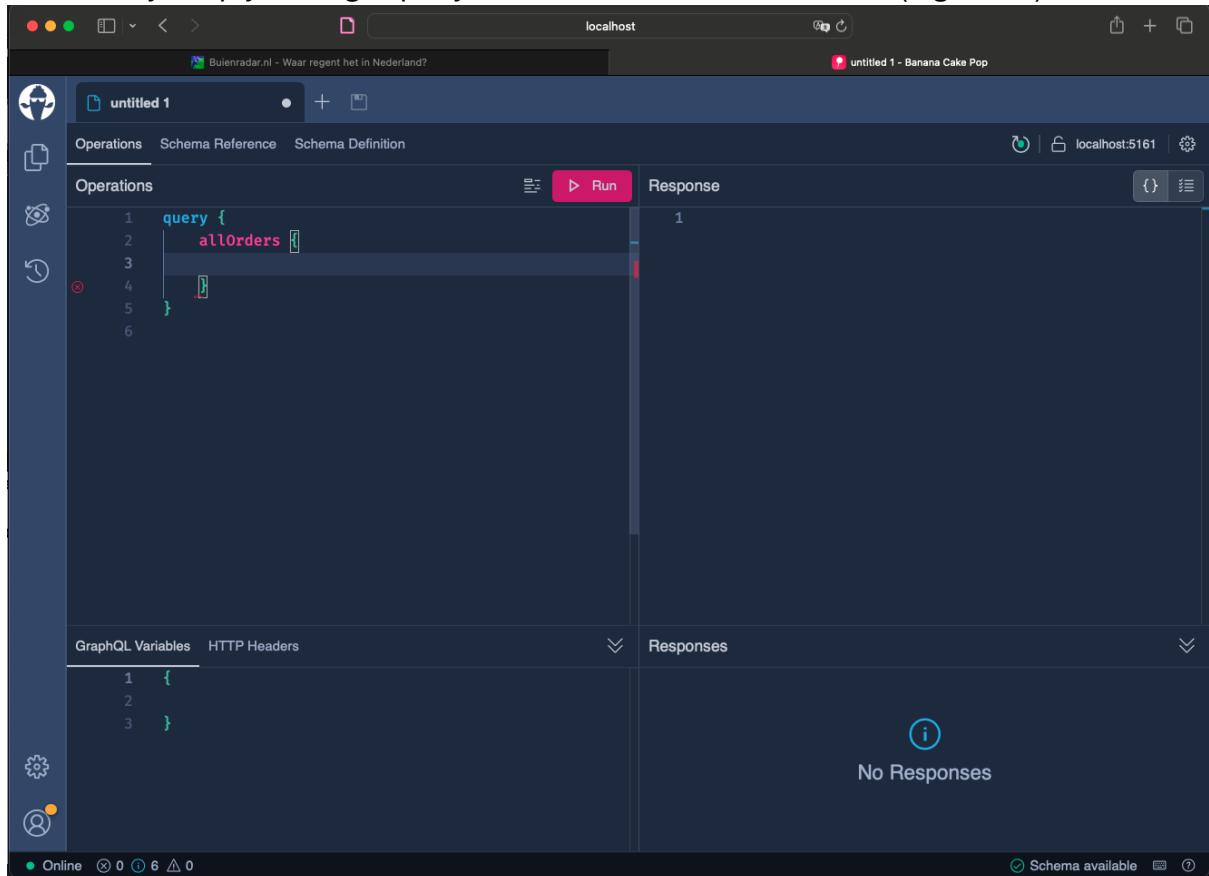 localhost
Buienradar.nl - Waar regent het in Nederland?
untitled 1 - Banana Cake Pop
untitled 1
Operations Schema Reference Schema Definition
localhost:5161
Operations
Run
Response
{}
1 query {
2 allOrders {
3
4 }
5 }
6
1
GraphQL Variables HTTP Headers
Responses
1 {
2
3 }
No Responses
Online 0 6 0
Schema available